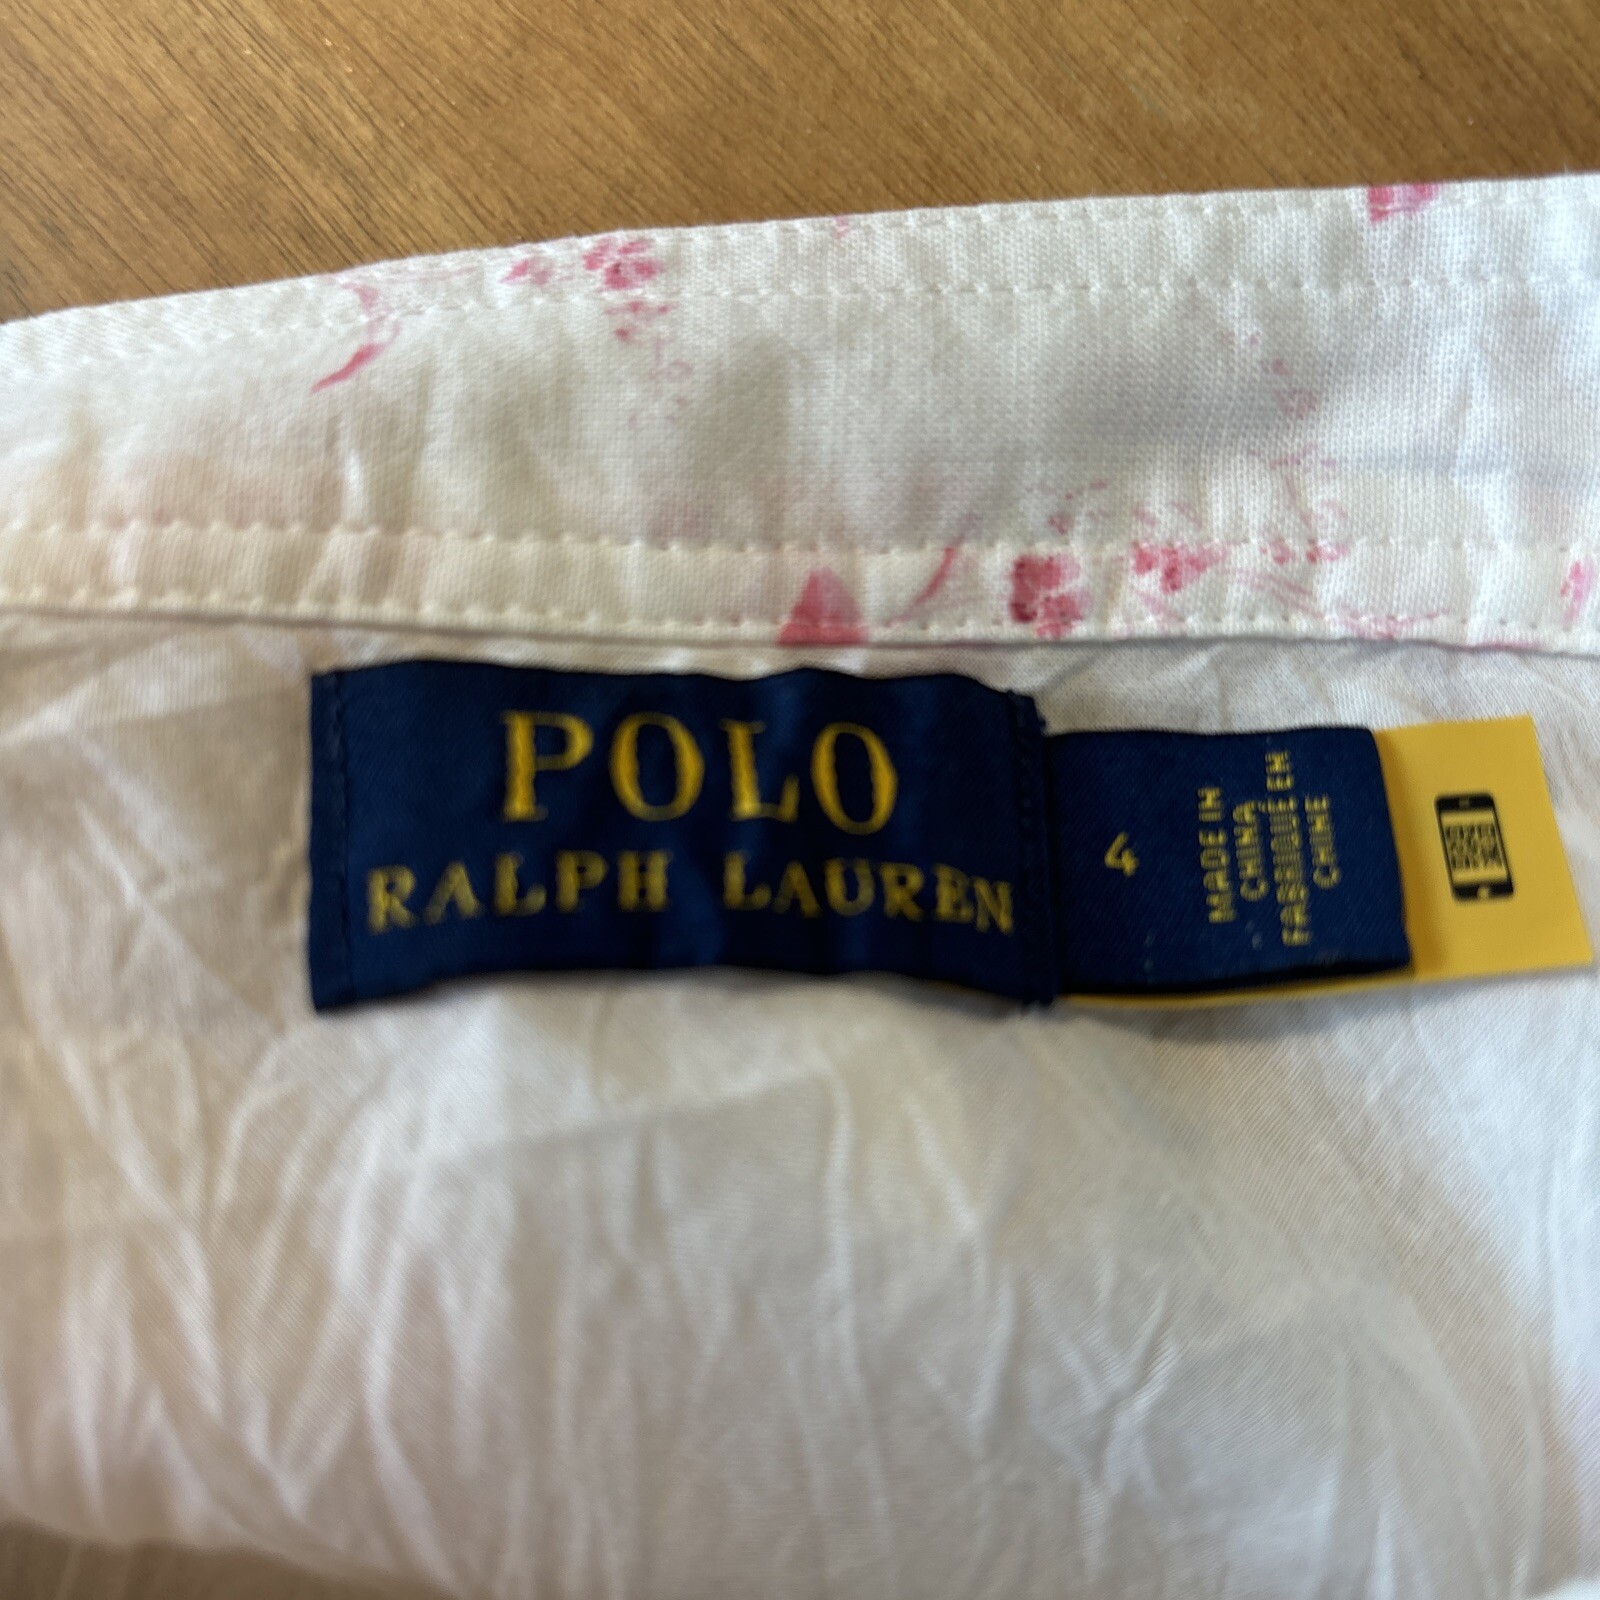 POLO
RALPH LAUREN
4
MADE IN
CHINA
FABRIQUÉ EN
CHINE